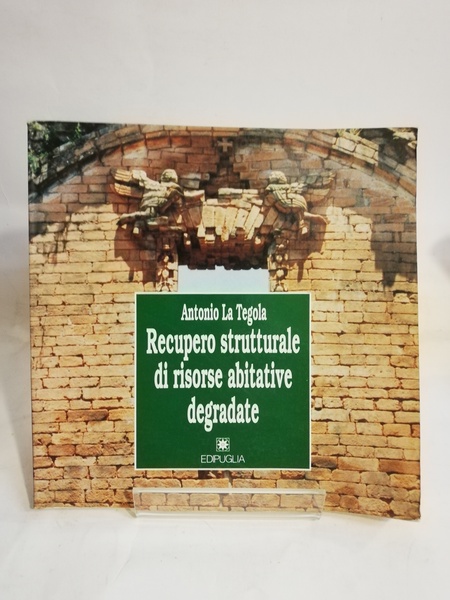 Antonio La Tegola
Recupero strutturale
di risorse abitative
degradate
EDIPUGLIA